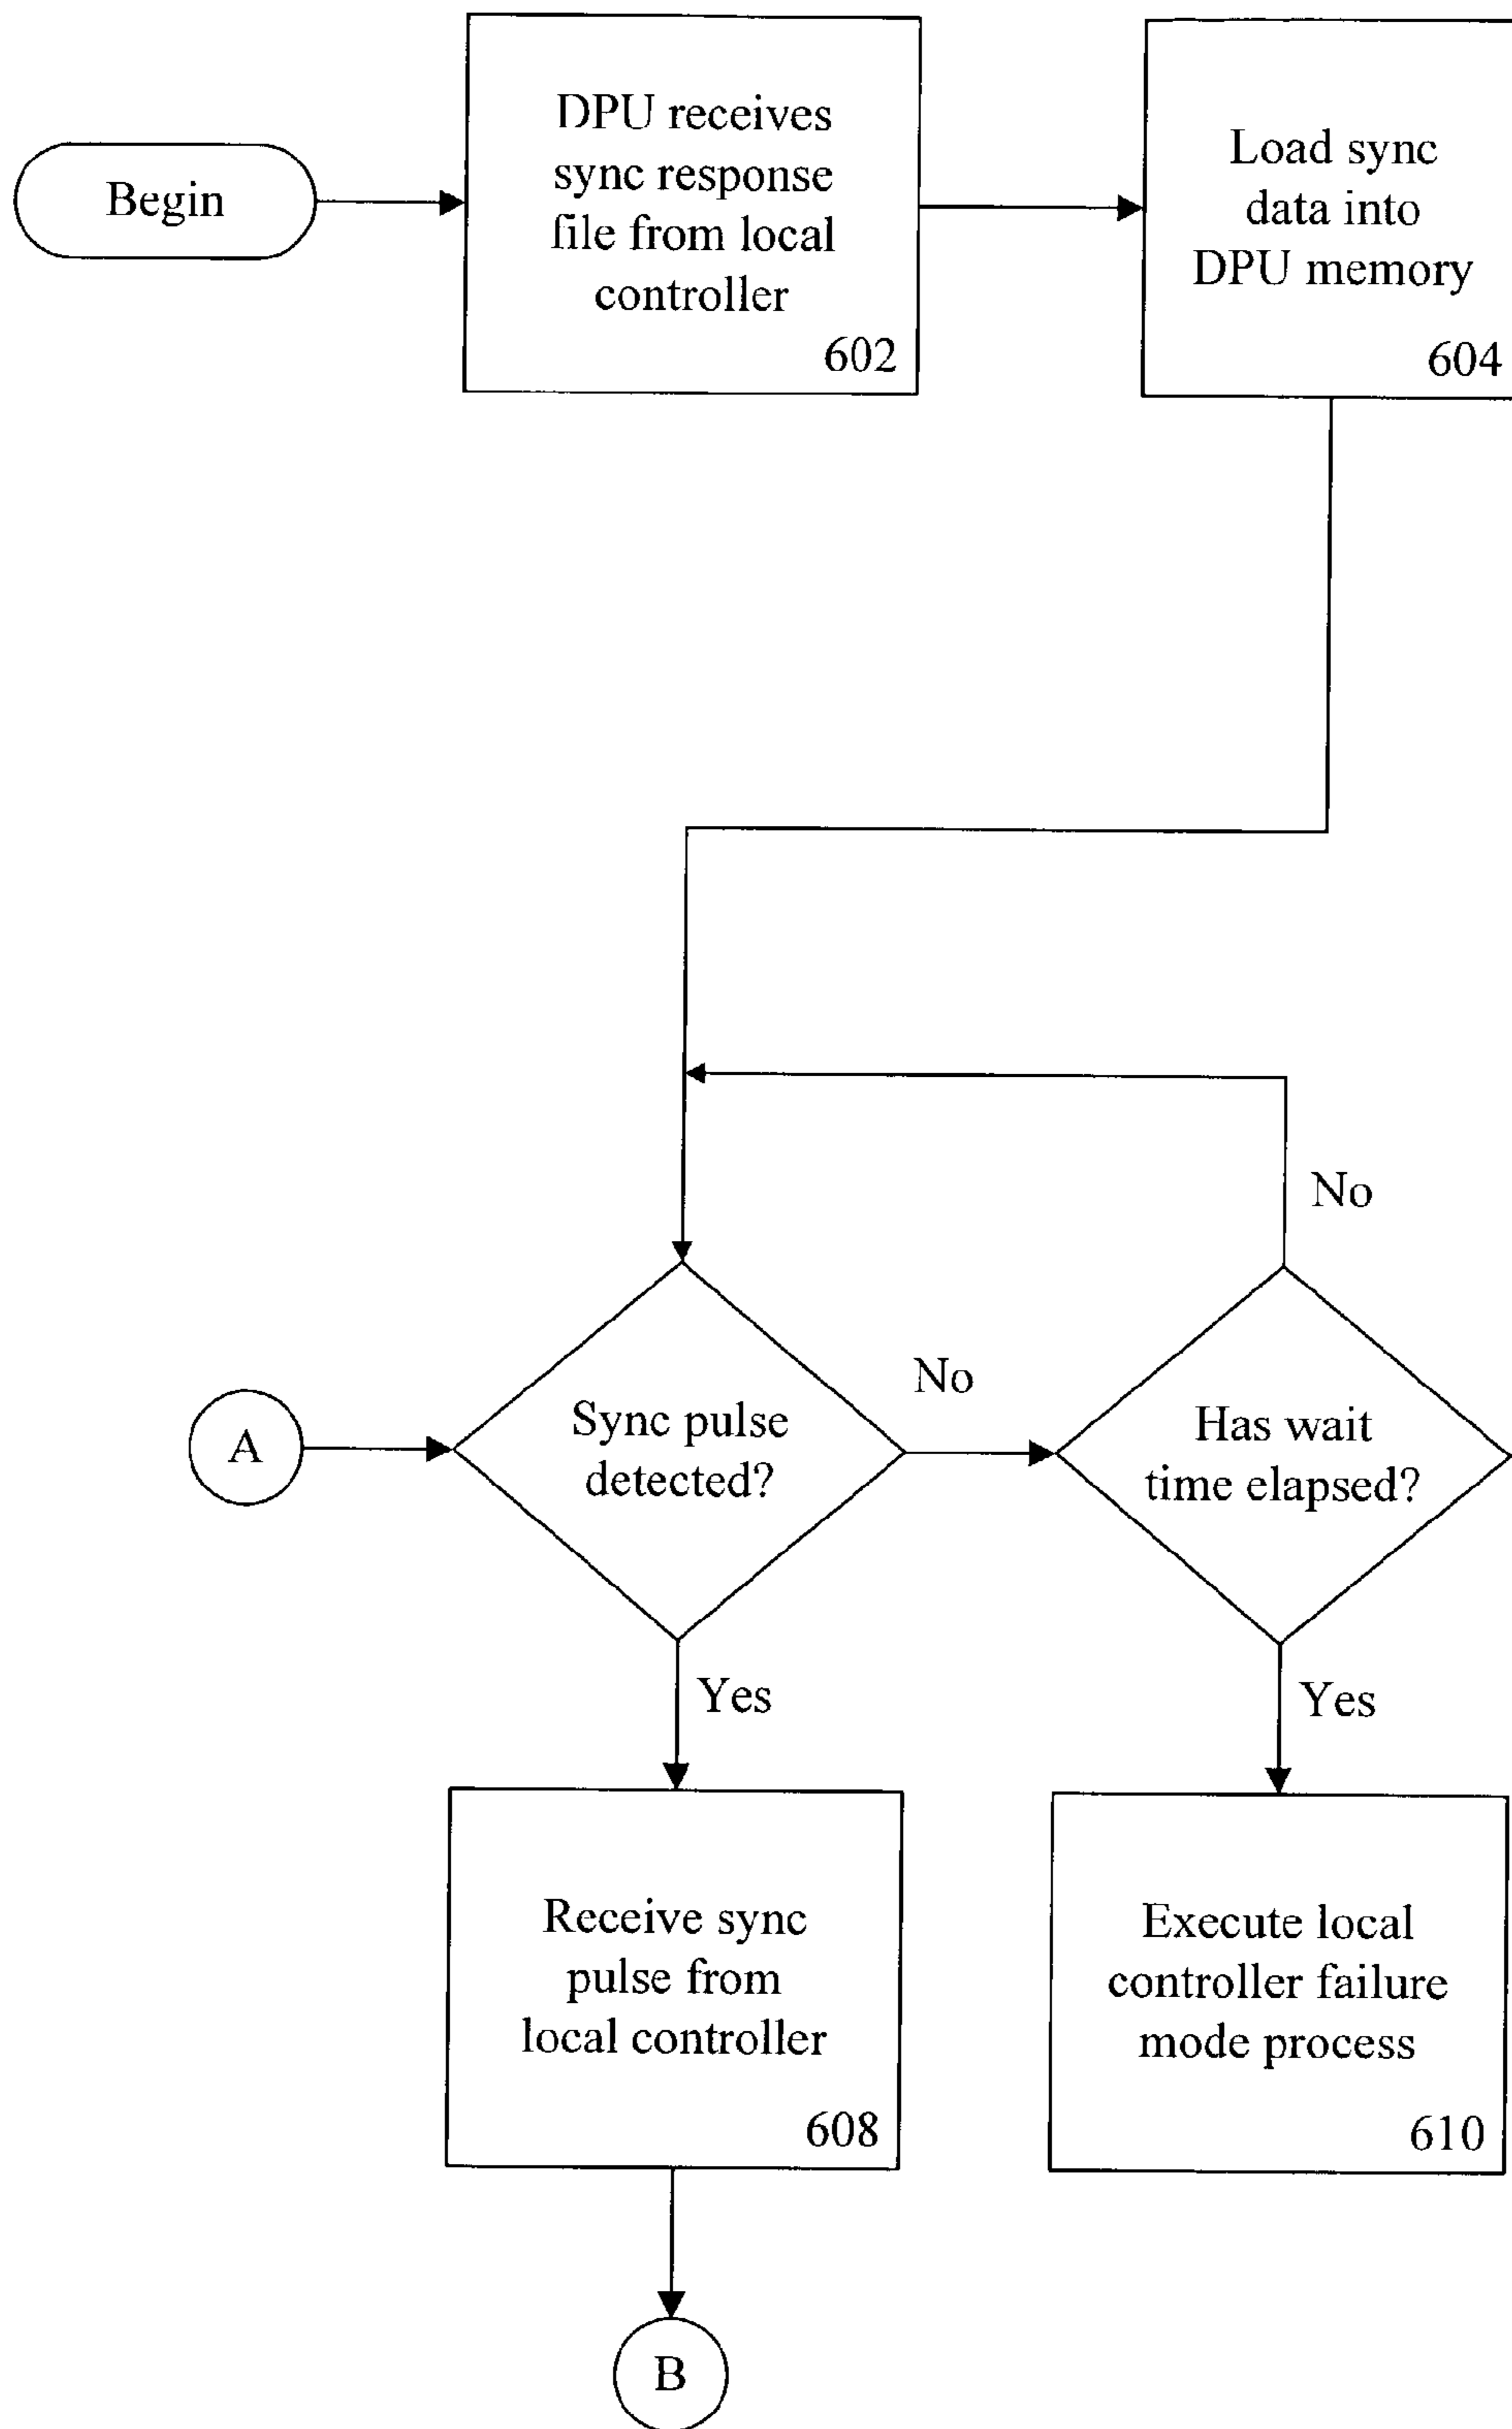 Begin
DPU receives
sync response
file from local
controller
602
Load sync
data into
DPU memory
604
No
A
Sync pulse
detected?
No
Has wait
time elapsed?
Yes
Yes
Receive sync
pulse from
local controller
608
Execute local
controller failure
mode process
610
B